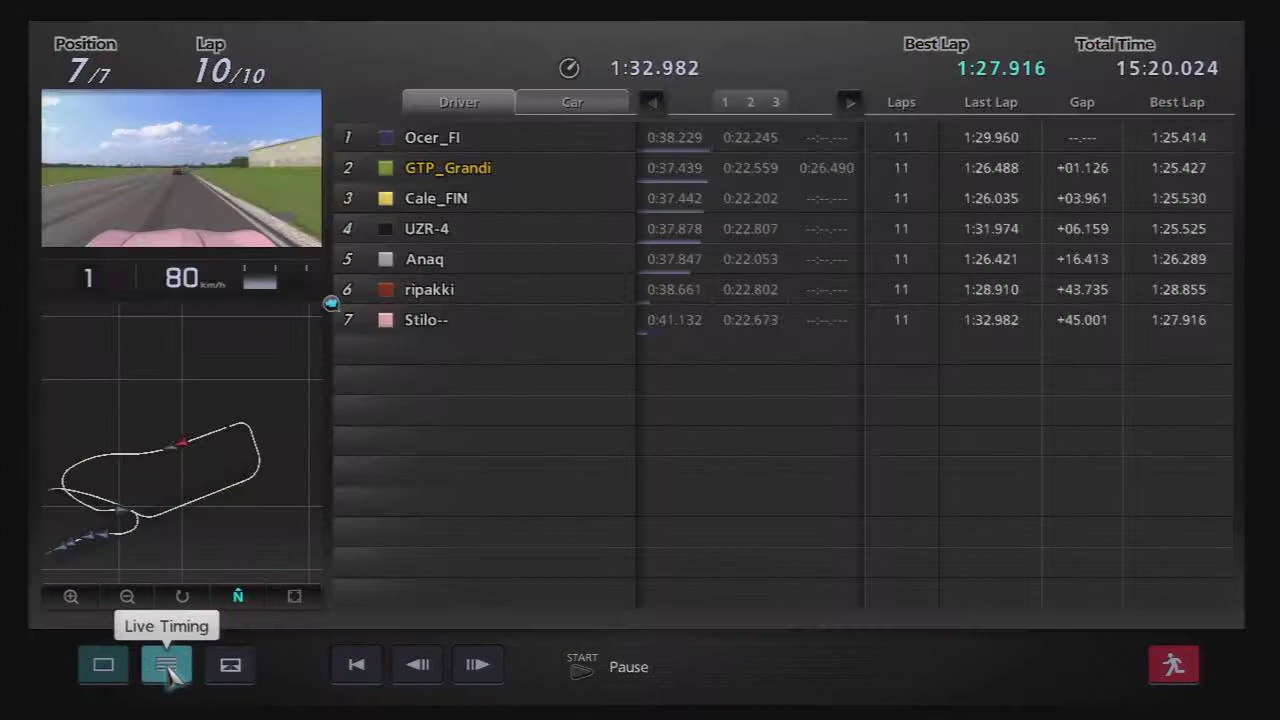 Position Lap Best Lap Total Time
7/7 10/10 1:32.982 1:27.916 15:20.024
Driver Car 1 2 3 Laps Last Lap Gap Best Lap
1 Ocer_FI 0:38.229 0:22.245 --:--.--- 11 1:29.960 --.--- 1:25.414
2 GTP_Grandi 0:37.439 0:22.559 0:26.490 11 1:26.488 +01.126 1:25.427
3 Cale_FIN 0:37.442 0:22.202 --:--.--- 11 1:26.035 +03.961 1:25.530
4 UZR-4 0:37.878 0:22.807 --:--.--- 11 1:31.974 +06.159 1:25.525
5 Anaq 0:37.847 0:22.053 --:--.--- 11 1:26.421 +16.413 1:26.289
6 ripakki 0:38.661 0:22.802 --:--.--- 11 1:28.910 +43.735 1:28.855
7 Stilo-- 0:41.132 0:22.673 --:--.--- 11 1:32.982 +45.001 1:27.916
1 80 km/h
N
Live Timing
START Pause